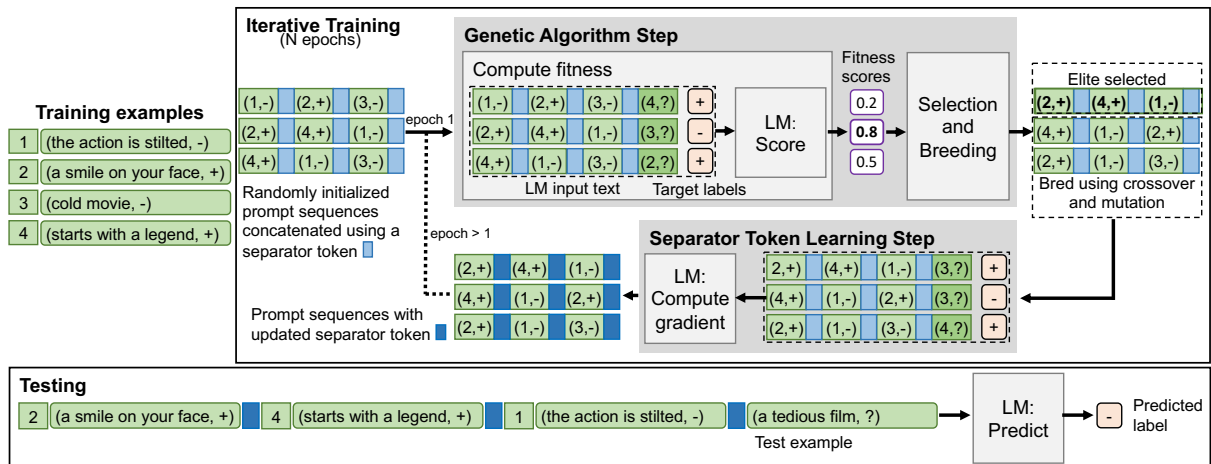 Training examples
1 (the action is stilted, -)
2 (a smile on your face, +)
3 (cold movie, -)
4 (starts with a legend, +)
Iterative Training
(N epochs)
(1,-) (2,+) (3,-)
(2,+) (4,+) (1,-)
(4,+) (1,-) (3,-)
Randomly initialized
prompt sequences
concatenated using a
separator token
epoch 1
epoch > 1
Genetic Algorithm Step
Compute fitness
(1,-) (2,+) (3,-) (4,?) +
(2,+) (4,+) (1,-) (3,?) -
(4,+) (1,-) (3,-) (2,?) +
LM input text
Target labels
LM:
Score
Fitness
scores
0.2
0.8
0.5
Selection
and
Breeding
Elite selected
(2,+) (4,+) (1,-)
(4,+) (1,-) (2,+)
(2,+) (1,-) (3,-)
Bred using crossover
and mutation
Separator Token Learning Step
2,+) (4,+) (1,-) (3,?) +
(4,+) (1,-) (2,+) (3,?) -
(2,+) (1,-) (3,-) (4,?) +
LM:
Compute
gradient
(2,+) (4,+) (1,-)
(4,+) (1,-) (2,+)
(2,+) (1,-) (3,-)
Prompt sequences with
updated separator token
Testing
2 (a smile on your face, +) 4 (starts with a legend, +) 1 (the action is stilted, -) (a tedious film, ?)
Test example
LM:
Predict
-
Predicted
label